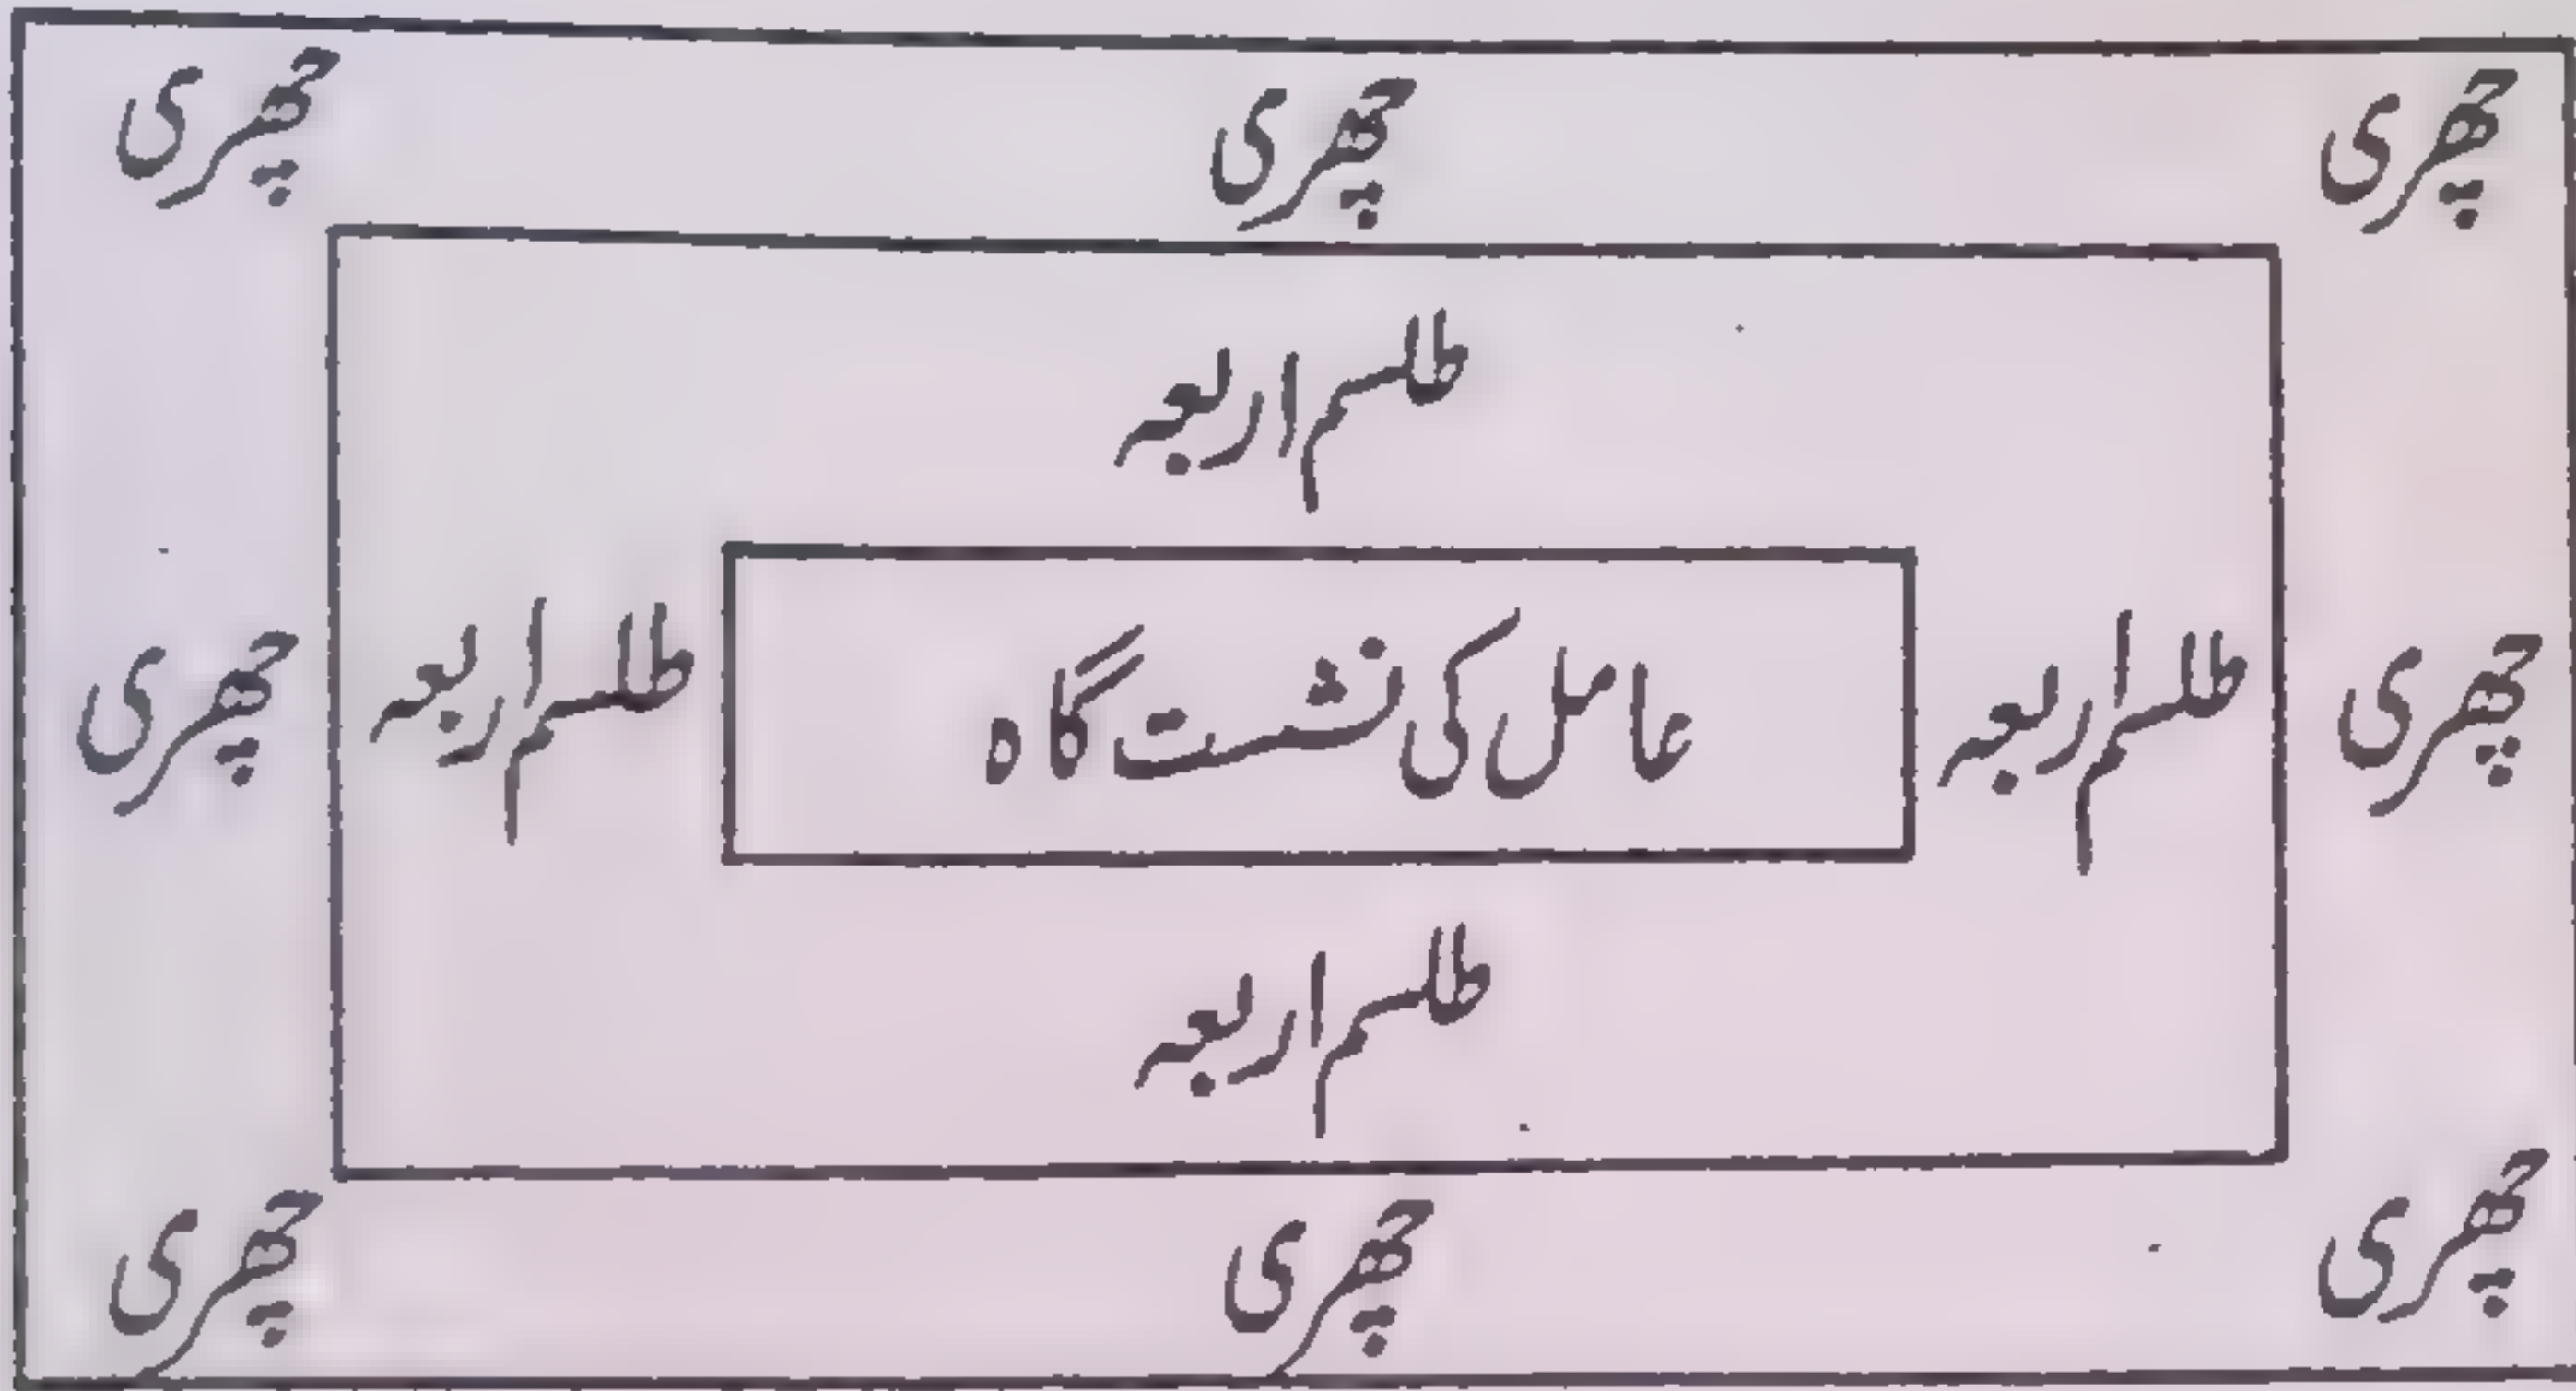 چھری چھری چھری
طلسم اربعہ
چھری طلسم اربعہ عامل کی نشست گاہ طلسم اربعہ چھری
طلسم اربعہ
چھری چھری چھری